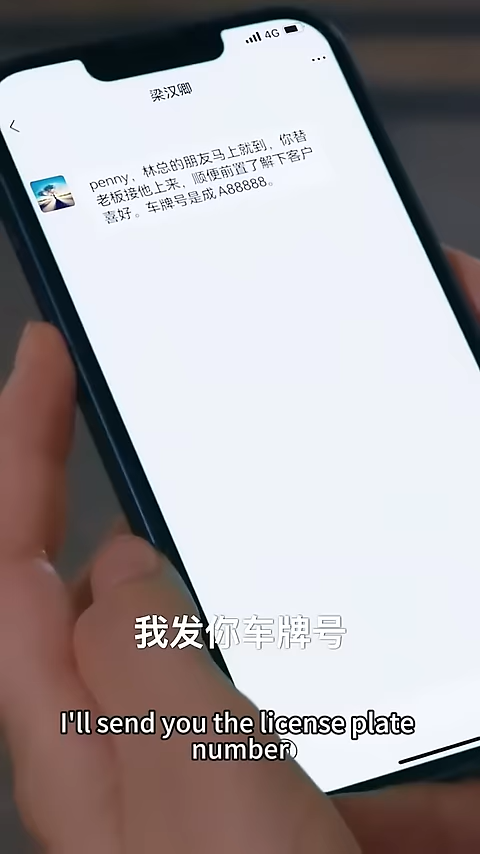 4G
梁汉卿
penny，林总的朋友马上就到，你替
老板接他上来，顺便前置了解下客户
喜好。车牌号是成 A88888。
我发你车牌号
I'll send you the license plate
number